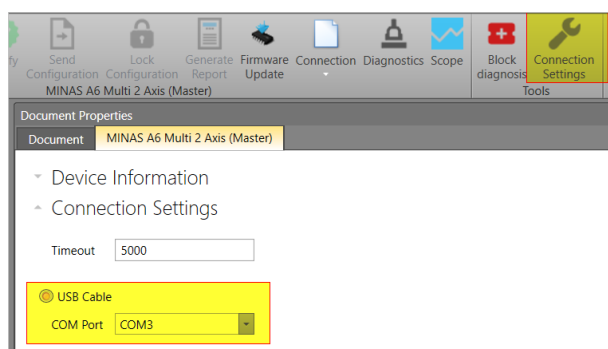 Send Configuration
Lock Configuration
Generate Report
Firmware Update
Connection
Diagnostics
Scope
Block diagnosis
Connection Settings
MINAS A6 Multi 2 Axis (Master)
Tools
Document Properties
Document
MINAS A6 Multi 2 Axis (Master)
Device Information
Connection Settings
Timeout 5000
USB Cable
COM Port COM3